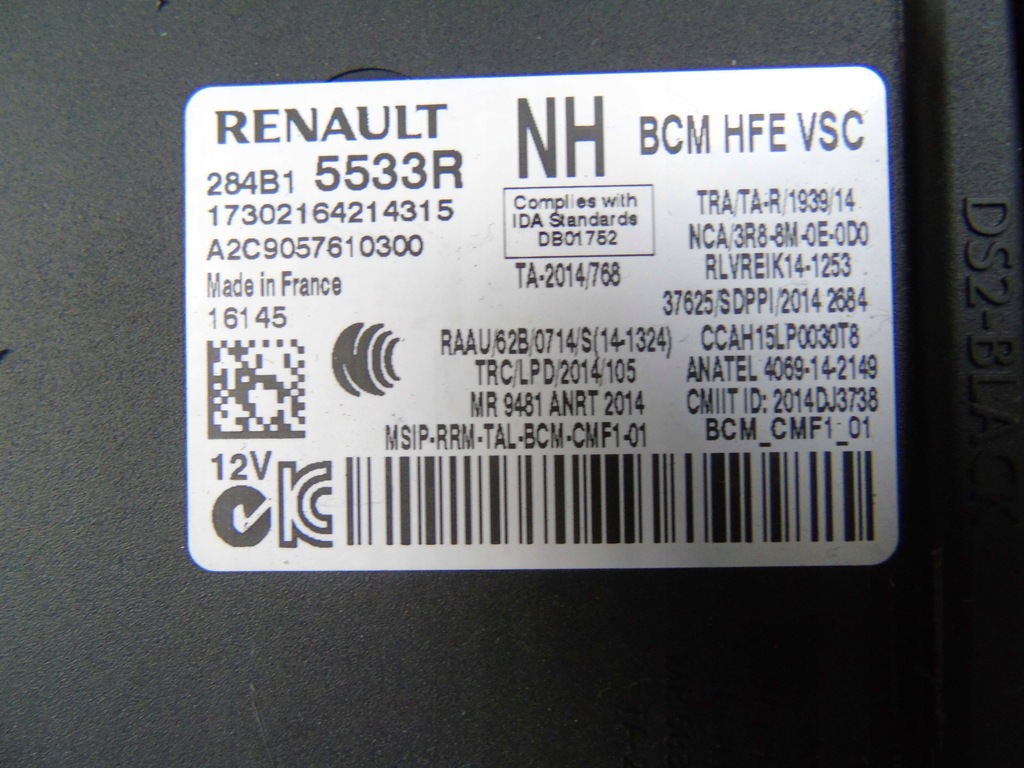 RENAULT
284B1 5533R
17302164214315
A2C9057610300
Made in France
16145
NH
BCM HFE VSC
Complies with
IDA Standards
DB01752
TA-2014/768
TRA/TA-R/1939/14
NCA/3R8-8M-0E-0D0
RLVREIK14-1253
37625/SDPPI/2014 2684
RAAU/62B/0714/S(14-1324)
CCAH15LP0030T8
TRC/LPD/2014/105
ANATEL 4069-14-2149
MR 9481 ANRT 2014
CMIIT ID: 2014DJ3738
MSIP-RRM-TAL-BCM-CMF1-01
BCM_CMF1_01
12V
DS2-BLACK